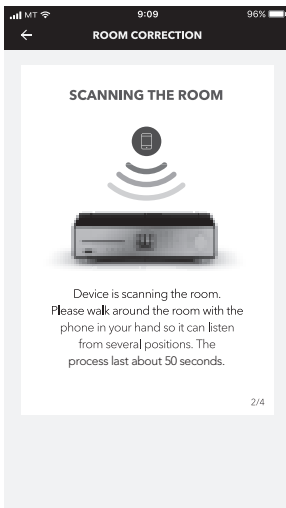 MT 9:09 96%
ROOM CORRECTION
SCANNING THE ROOM
Device is scanning the room.
Please walk around the room with the
phone in your hand so it can listen
from several positions. The
process last about 50 seconds.
2/4